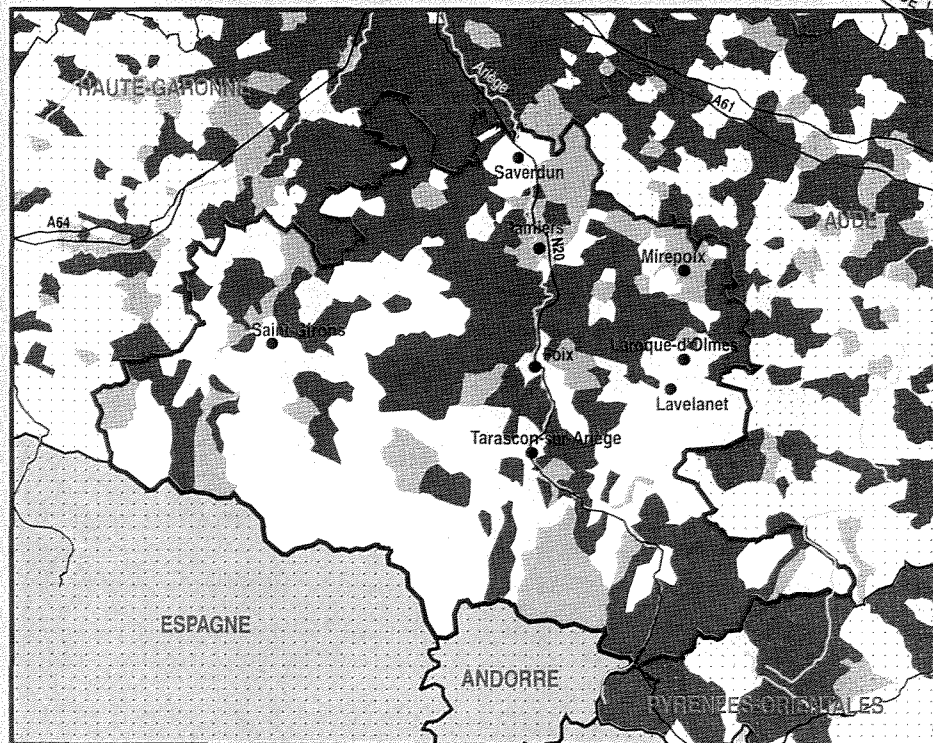 HAUTE-GARONNE
Ariège
A61
Saverdun
A64
AUDE
Pamiers
N20
Mirepoix
Saint-Girons
Foix
Laroque-d'Olmes
Lavelanet
Tarascon-sur-Ariège
ESPAGNE
ANDORRE
PYRENEES-ORIENTALES